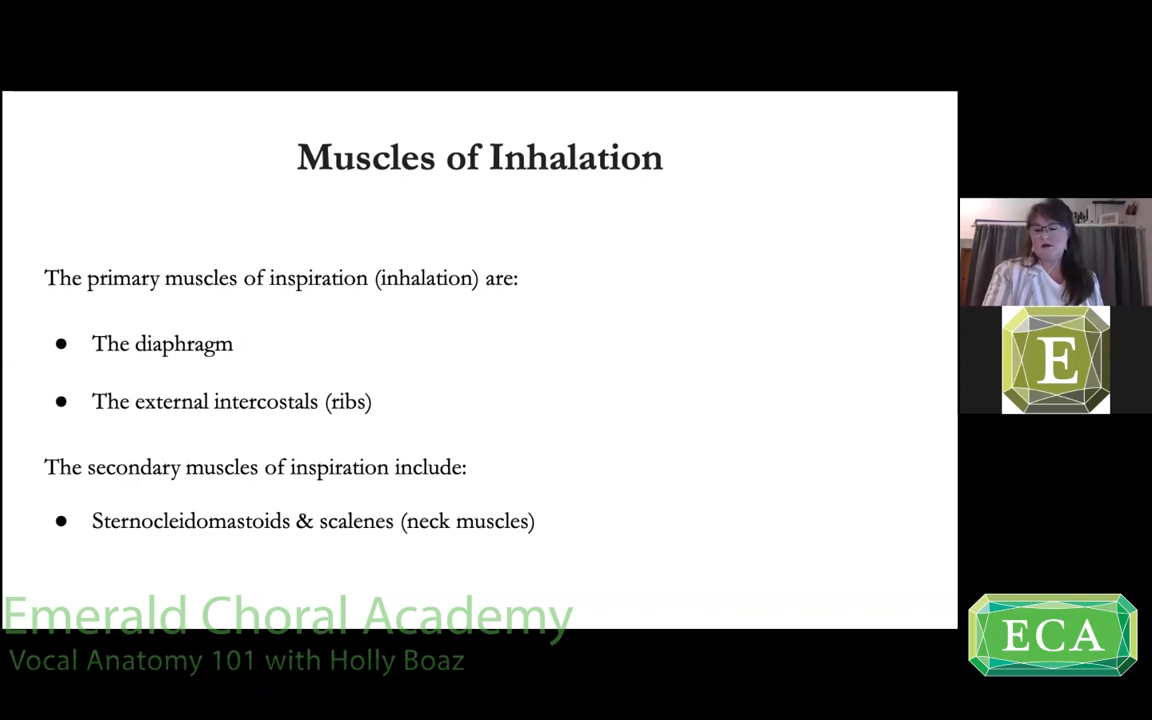 Muscles of Inhalation
The primary muscles of inspiration (inhalation) are:
● The diaphragm
● The external intercostals (ribs)
The secondary muscles of inspiration include:
● Sternocleidomastoids & scalenes (neck muscles)
E
Emerald Choral Academy
Vocal Anatomy 101 with Holly Boaz
ECA